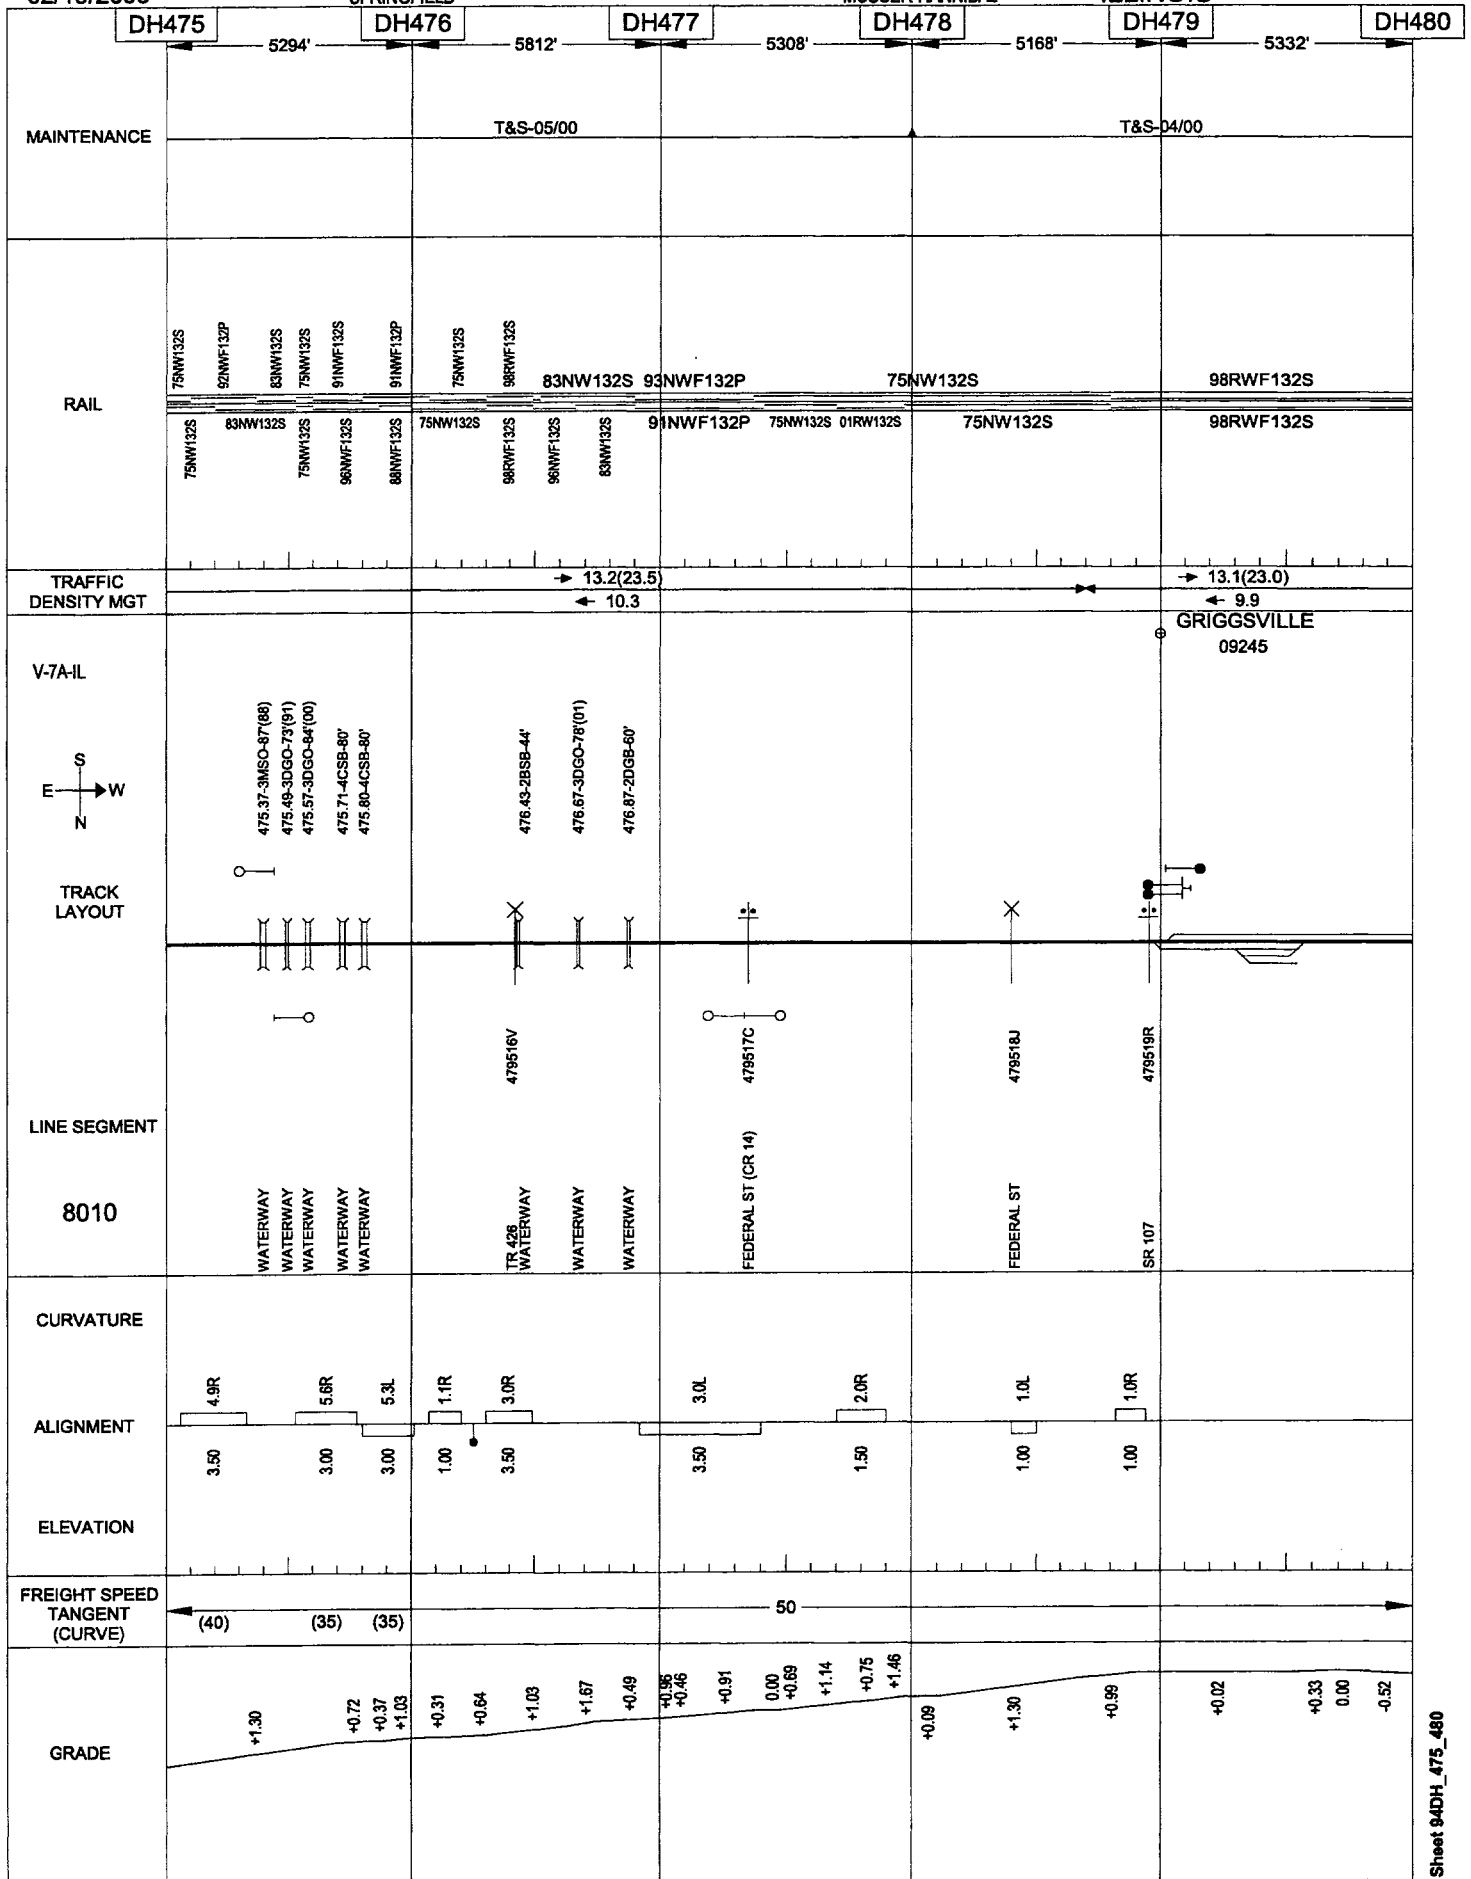 DH475 DH476 DH477 DH478 DH479 DH480
5294' 5812' 5308' 5168' 5332'
MAINTENANCE
T&S-05/00 T&S-04/00
RAIL
75NW132S 92NWF132P 83NW132S 75NW132S 91NWF132S 91NWF132P 75NW132S 98RWF132S
83NW132S 93NWF132P 75NW132S 98RWF132S
75NW132S 83NW132S 75NW132S 96NWF132S 88NWF132S 75NW132S 98RWF132S 96NWF132S 83NW132S
91NWF132P 75NW132S 01RW132S 75NW132S 98RWF132S
TRAFFIC
DENSITY MGT
13.2(23.5) 13.1(23.0)
10.3 9.9
GRIGGSVILLE
09245
V-7A-IL
S
E W
N
475.37-3MSO-87'(88)
475.49-3DGO-73'(91)
475.57-3DGO-84'(00)
475.71-4CSB-80'
475.80-4CSB-80'
476.43-2BSB-44'
476.67-3DGO-78'(01)
476.87-2DGB-60'
TRACK
LAYOUT
479516V 479517C 479518J 479519R
LINE SEGMENT
8010
WATERWAY
WATERWAY
WATERWAY
WATERWAY
WATERWAY
TR 426
WATERWAY
WATERWAY
WATERWAY
FEDERAL ST (CR 14)
FEDERAL ST
SR 107
CURVATURE
4.9R 5.6R 5.3L 1.1R 3.0R 3.0L 2.0R 1.0L 1.0R
ALIGNMENT
3.50 3.00 3.00 1.00 3.50 3.50 1.50 1.00 1.00
ELEVATION
FREIGHT SPEED
TANGENT
(CURVE)
50
(40) (35) (35)
GRADE
+1.30 +0.72 +0.37 +1.03 +0.31 +0.64 +1.03 +1.67 +0.49 +0.96 +0.46 +0.91 0.00 +0.69 +1.14 +0.75 +1.46 +0.09 +1.30 +0.99 +0.02 +0.33 0.00 -0.52
Sheet 94DH_475_480